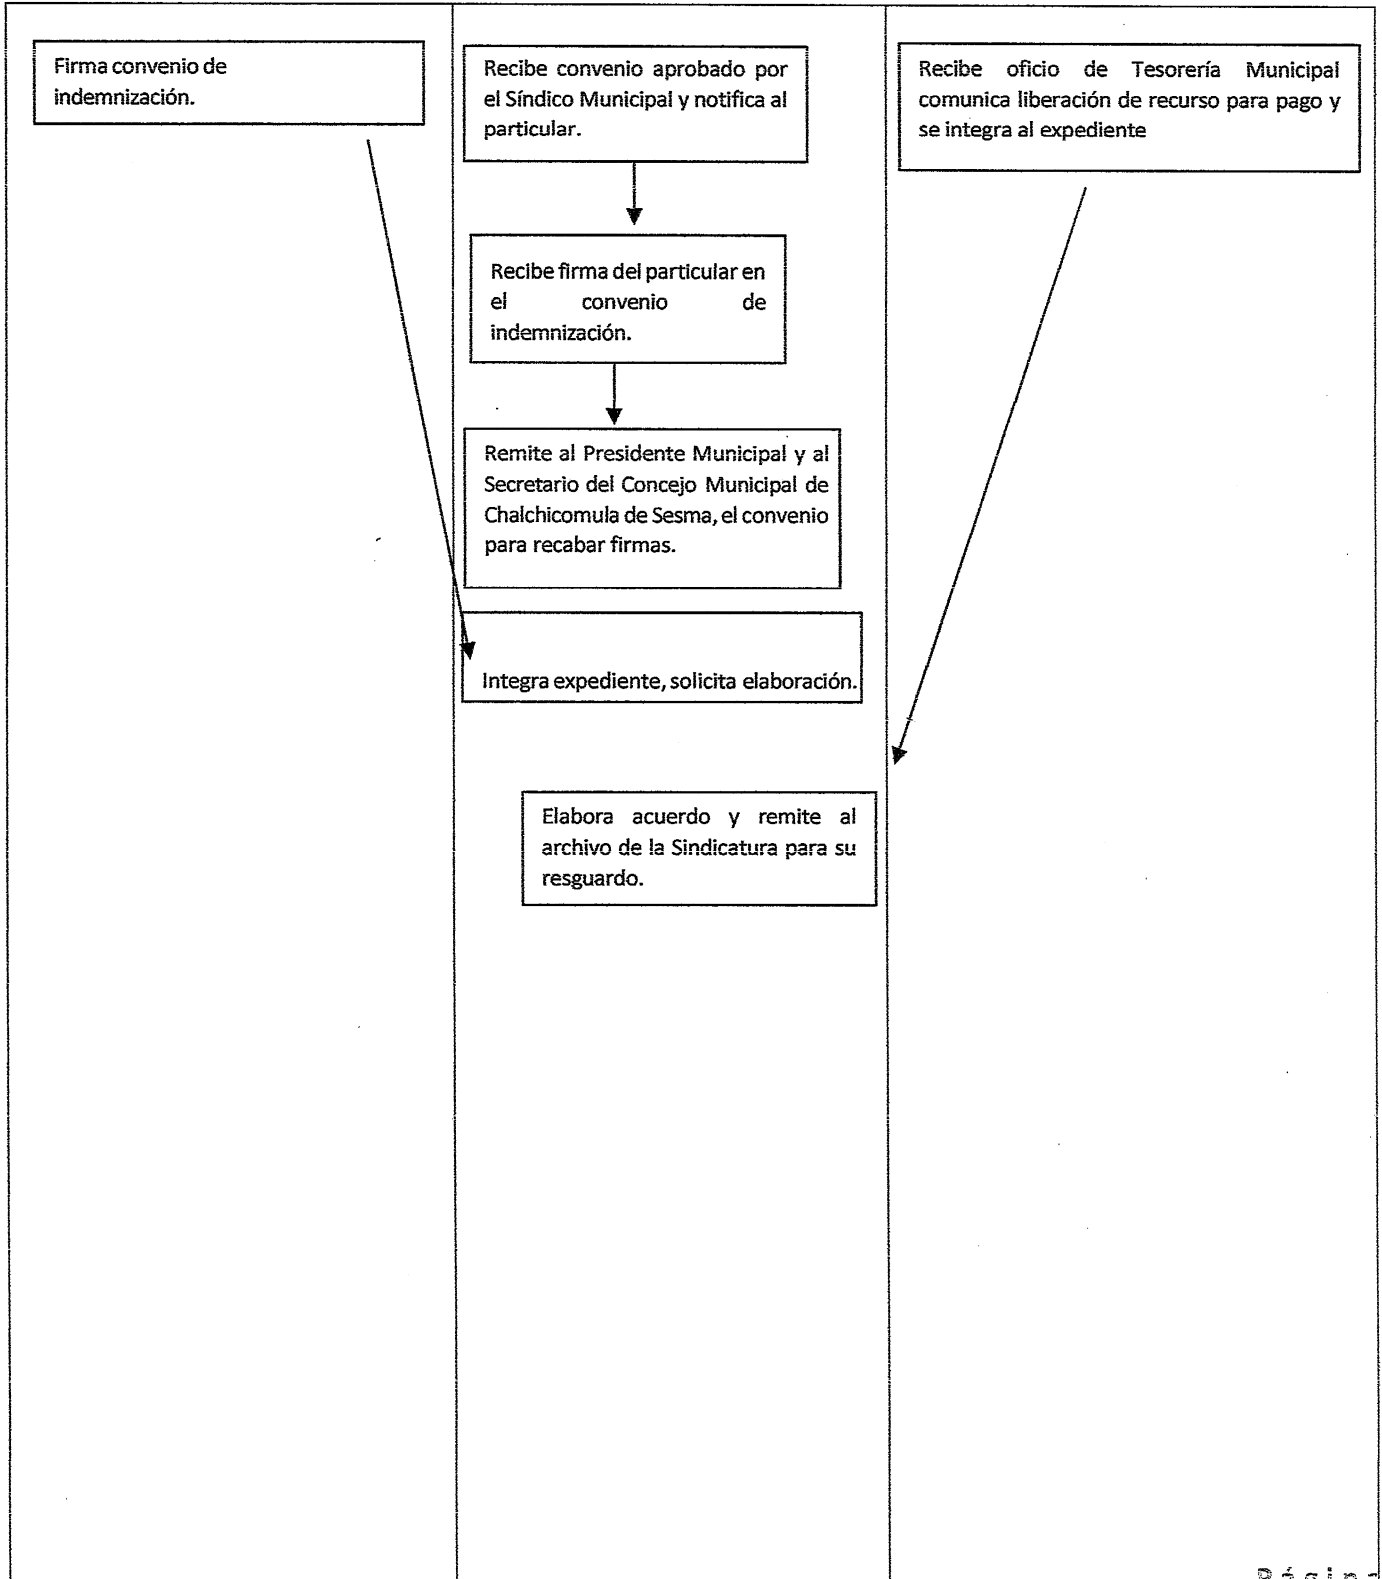 Firma convenio de
indemnización.
Recibe convenio aprobado por
el Síndico Municipal y notifica al
particular.
Recibe firma del particular en
el convenio de
indemnización.
Remite al Presidente Municipal y al
Secretario del Concejo Municipal de
Chalchicomula de Sesma, el convenio
para recabar firmas.
Integra expediente, solicita elaboración.
Elabora acuerdo y remite al
archivo de la Sindicatura para su
resguardo.
Recibe oficio de Tesorería Municipal
comunica liberación de recurso para pago y
se integra al expediente